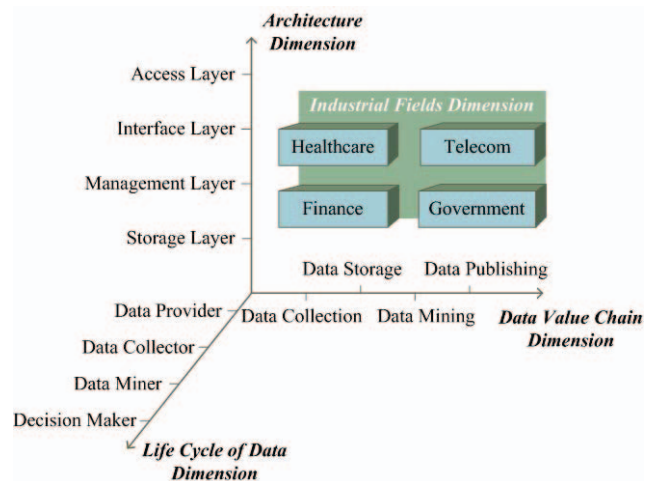 Architecture
Dimension
Access Layer
Industrial Fields Dimension
Interface Layer
Healthcare
Telecom
Management Layer
Finance
Government
Storage Layer
Data Storage
Data Publishing
Data Provider
Data Collection
Data Mining
Data Value Chain
Dimension
Data Collector
Data Miner
Decision Maker
Life Cycle of Data
Dimension